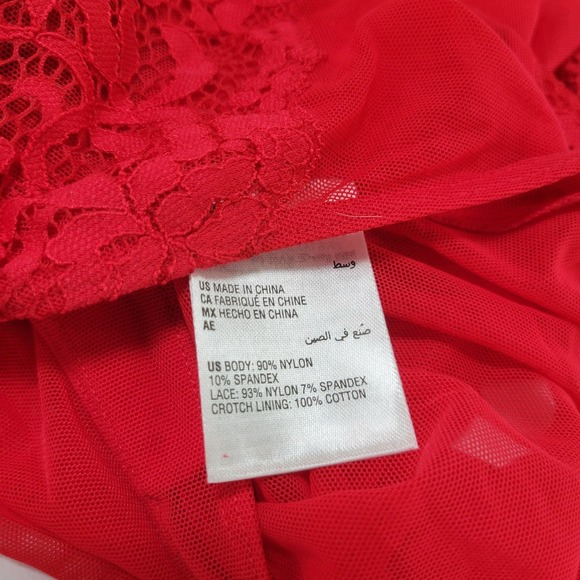 وسط
US MADE IN CHINA
CA FABRIQUÉ EN CHINE
MX HECHO EN CHINA
AE
صُنع في الصين
US BODY: 90% NYLON
10% SPANDEX
LACE: 93% NYLON 7% SPANDEX
CROTCH LINING: 100% COTTON